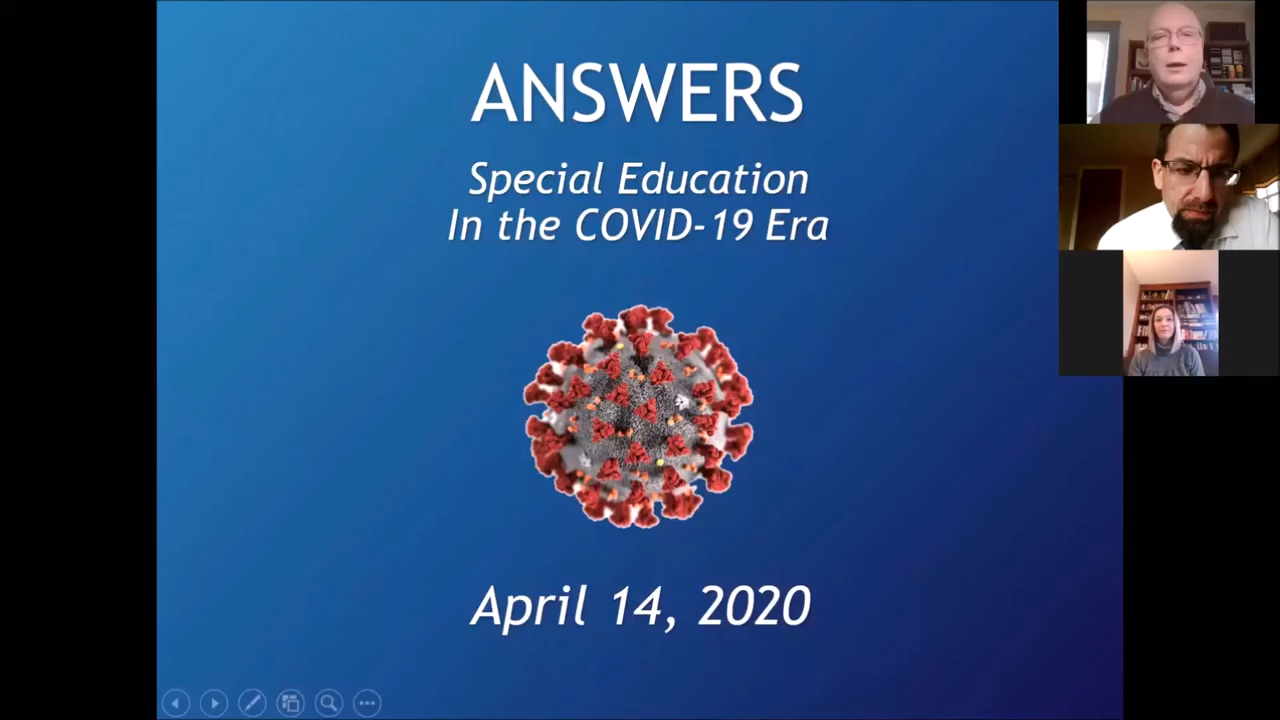 ANSWERS
Special Education
In the COVID-19 Era
April 14, 2020